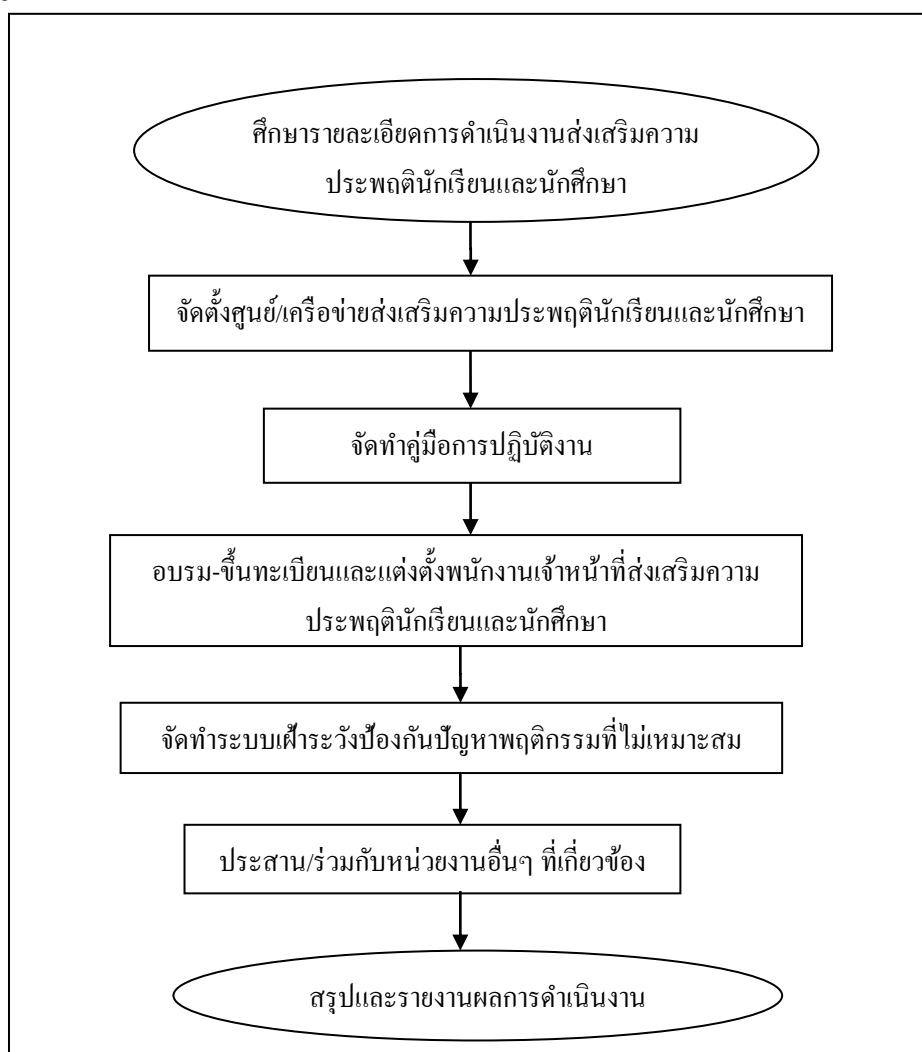 ศึกษารายละเอียดการดำเนินงานส่งเสริมความ
ประพฤตินักเรียนและนักศึกษา
จัดตั้งศูนย์/เครือข่ายส่งเสริมความประพฤตินักเรียนและนักศึกษา
จัดทำคู่มือการปฏิบัติงาน
อบรม-ขึ้นทะเบียนและแต่งตั้งพนักงานเจ้าหน้าที่ส่งเสริมความ
ประพฤตินักเรียนและนักศึกษา
จัดทำระบบเฝ้าระวังป้องกันปัญหาพฤติกรรมที่ไม่เหมาะสม
ประสาน/ร่วมกับหน่วยงานอื่นๆ ที่เกี่ยวข้อง
สรุปและรายงานผลการดำเนินงาน